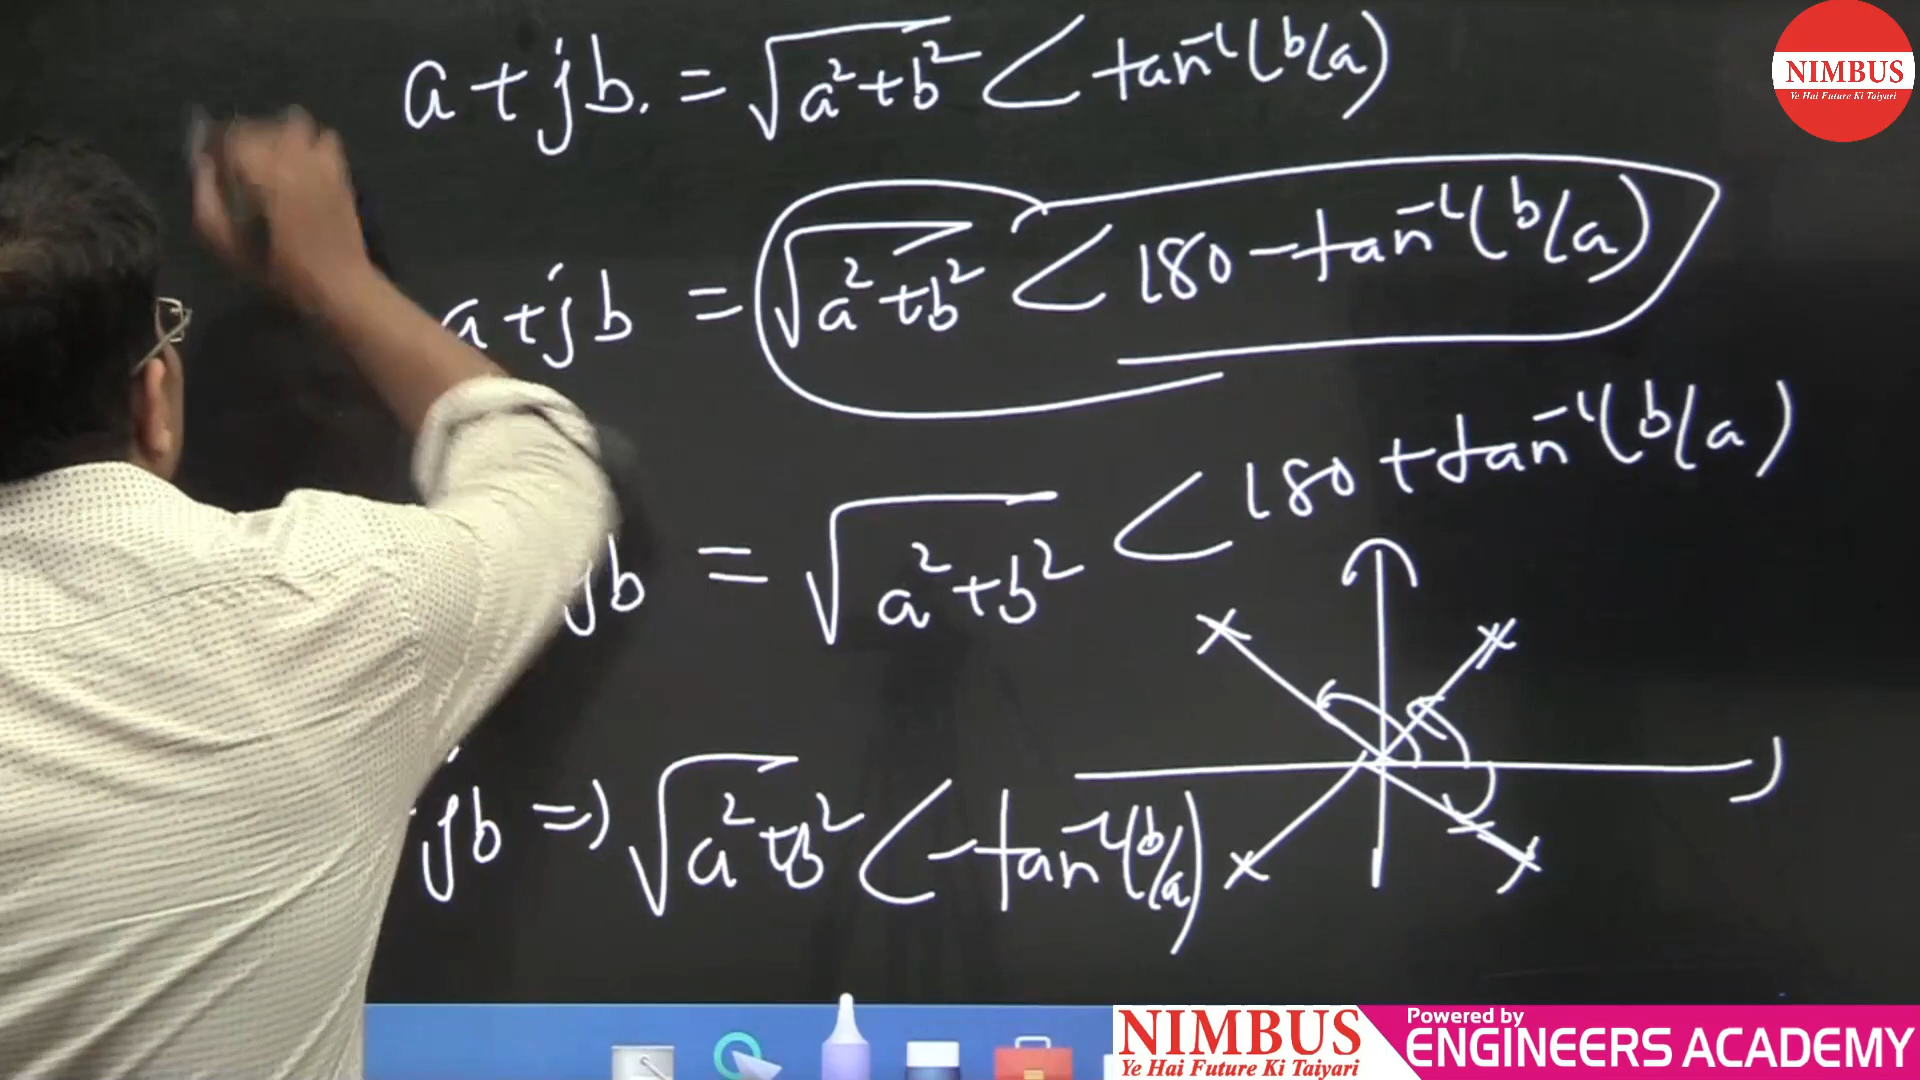 a + jb. = √a²+b² ∠ tan⁻¹(b/a)
a + jb = √a²+b² ∠ 180 - tan⁻¹(b/a)
jb = √a²+b² ∠ 180 + tan⁻¹(b/a)
jb => √a²+b² ∠ -tan⁻¹(b/a)
NIMBUS
Ye Hai Future Ki Taiyari
NIMBUS
Ye Hai Future Ki Taiyari
Powered by
ENGINEERS ACADEMY